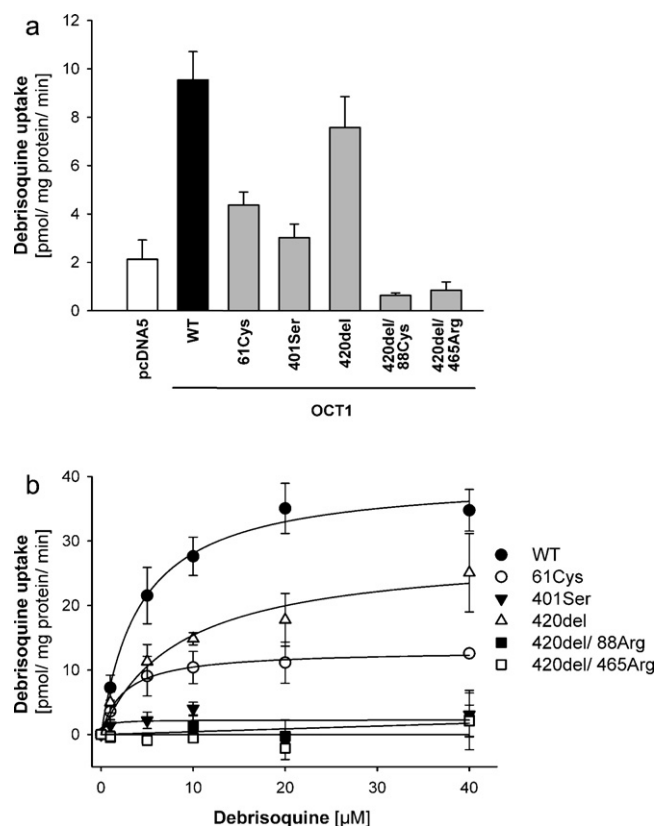 a
Debrisoquine uptake
[pmol/ mg protein/ min]
12
10
8
6
4
2
0
pcDNA5
WT
61Cys
401Ser
420del
420del/
88Cys
420del/
465Arg
OCT1
b
Debrisoquine uptake
[pmol/ mg protein/ min]
40
30
20
10
0
0
10
20
30
40
Debrisoquine [µM]
WT
61Cys
401Ser
420del
420del/ 88Arg
420del/ 465Arg